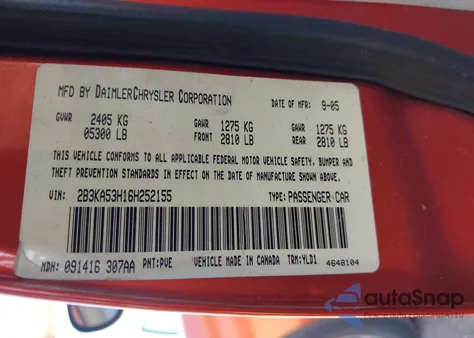 MFD BY DAIMLERCHRYSLER CORPORATION DATE OF MFR 9-05
GVWR 2405 KG GAWR 1275 KG GAWR 1275 KG
05300 LB FRONT 2810 LB REAR 2810 LB
THIS VEHICLE CONFORMS TO ALL APPLICABLE FEDERAL MOTOR VEHICLE SAFETY, BUMPER AND
THEFT PREVENTION STANDARDS IN EFFECT ON THE DATE OF MANUFACTURE SHOWN ABOVE.
VIN: 2B3KA53H16H252155 TYPE: PASSENGER CAR
MDH: 091416 307AA PNT: PVE VEHICLE MADE IN CANADA TRM: YLD1 4648104
autoSnap